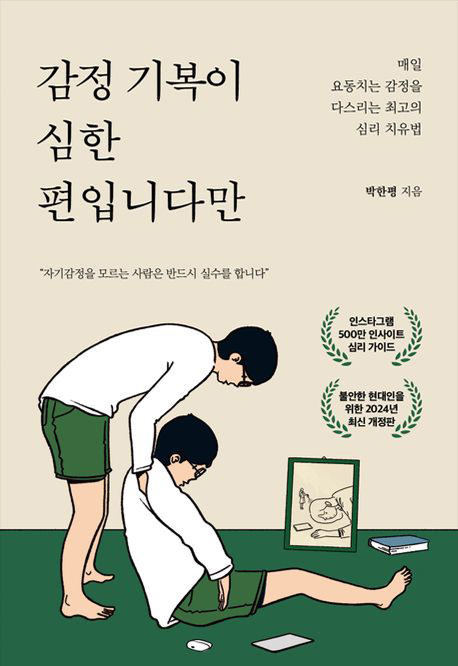 감정 기복이
심한
편입니다만
매일
요동치는 감정을
다스리는 최고의
심리 치유법
박한평 지음
“자기감정을 모르는 사람은 반드시 실수를 합니다”
인스타그램
500만 인사이트
심리 가이드
불안한 현대인을
위한 2024년
최신 개정판